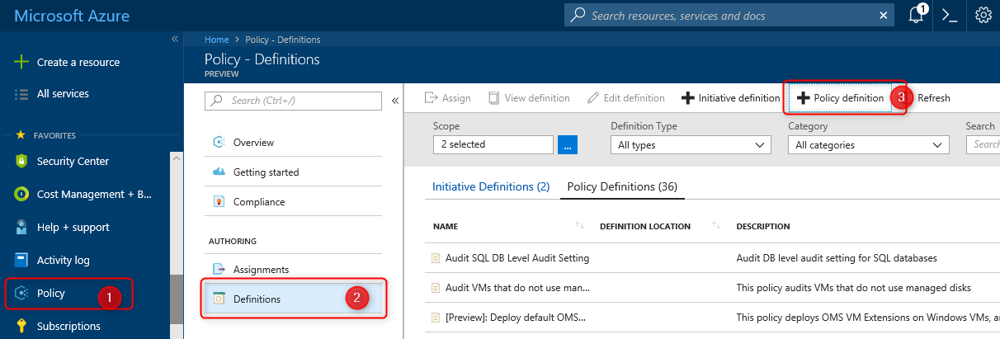 Microsoft Azure
Search resources, services and docs
1
Create a resource
All services
FAVORITES
Security Center
Cost Management + B...
Help + support
Activity log
Policy 1
Subscriptions
Home > Policy - Definitions
Policy - Definitions
PREVIEW
Search (Ctrl+/)
Overview
Getting started
Compliance
AUTHORING
Assignments
Definitions 2
Assign View definition Edit definition Initiative definition Policy definition 3 Refresh
Scope Definition Type Category Search
2 selected ... All types All categories Searc
Initiative Definitions (2) Policy Definitions (36)
NAME DEFINITION LOCATION DESCRIPTION
Audit SQL DB Level Audit Setting Audit DB level audit setting for SQL databases
Audit VMs that do not use man... This policy audits VMs that do not use managed disks
[Preview]: Deploy default OMS... This policy deploys OMS VM Extensions on Windows VMs, a